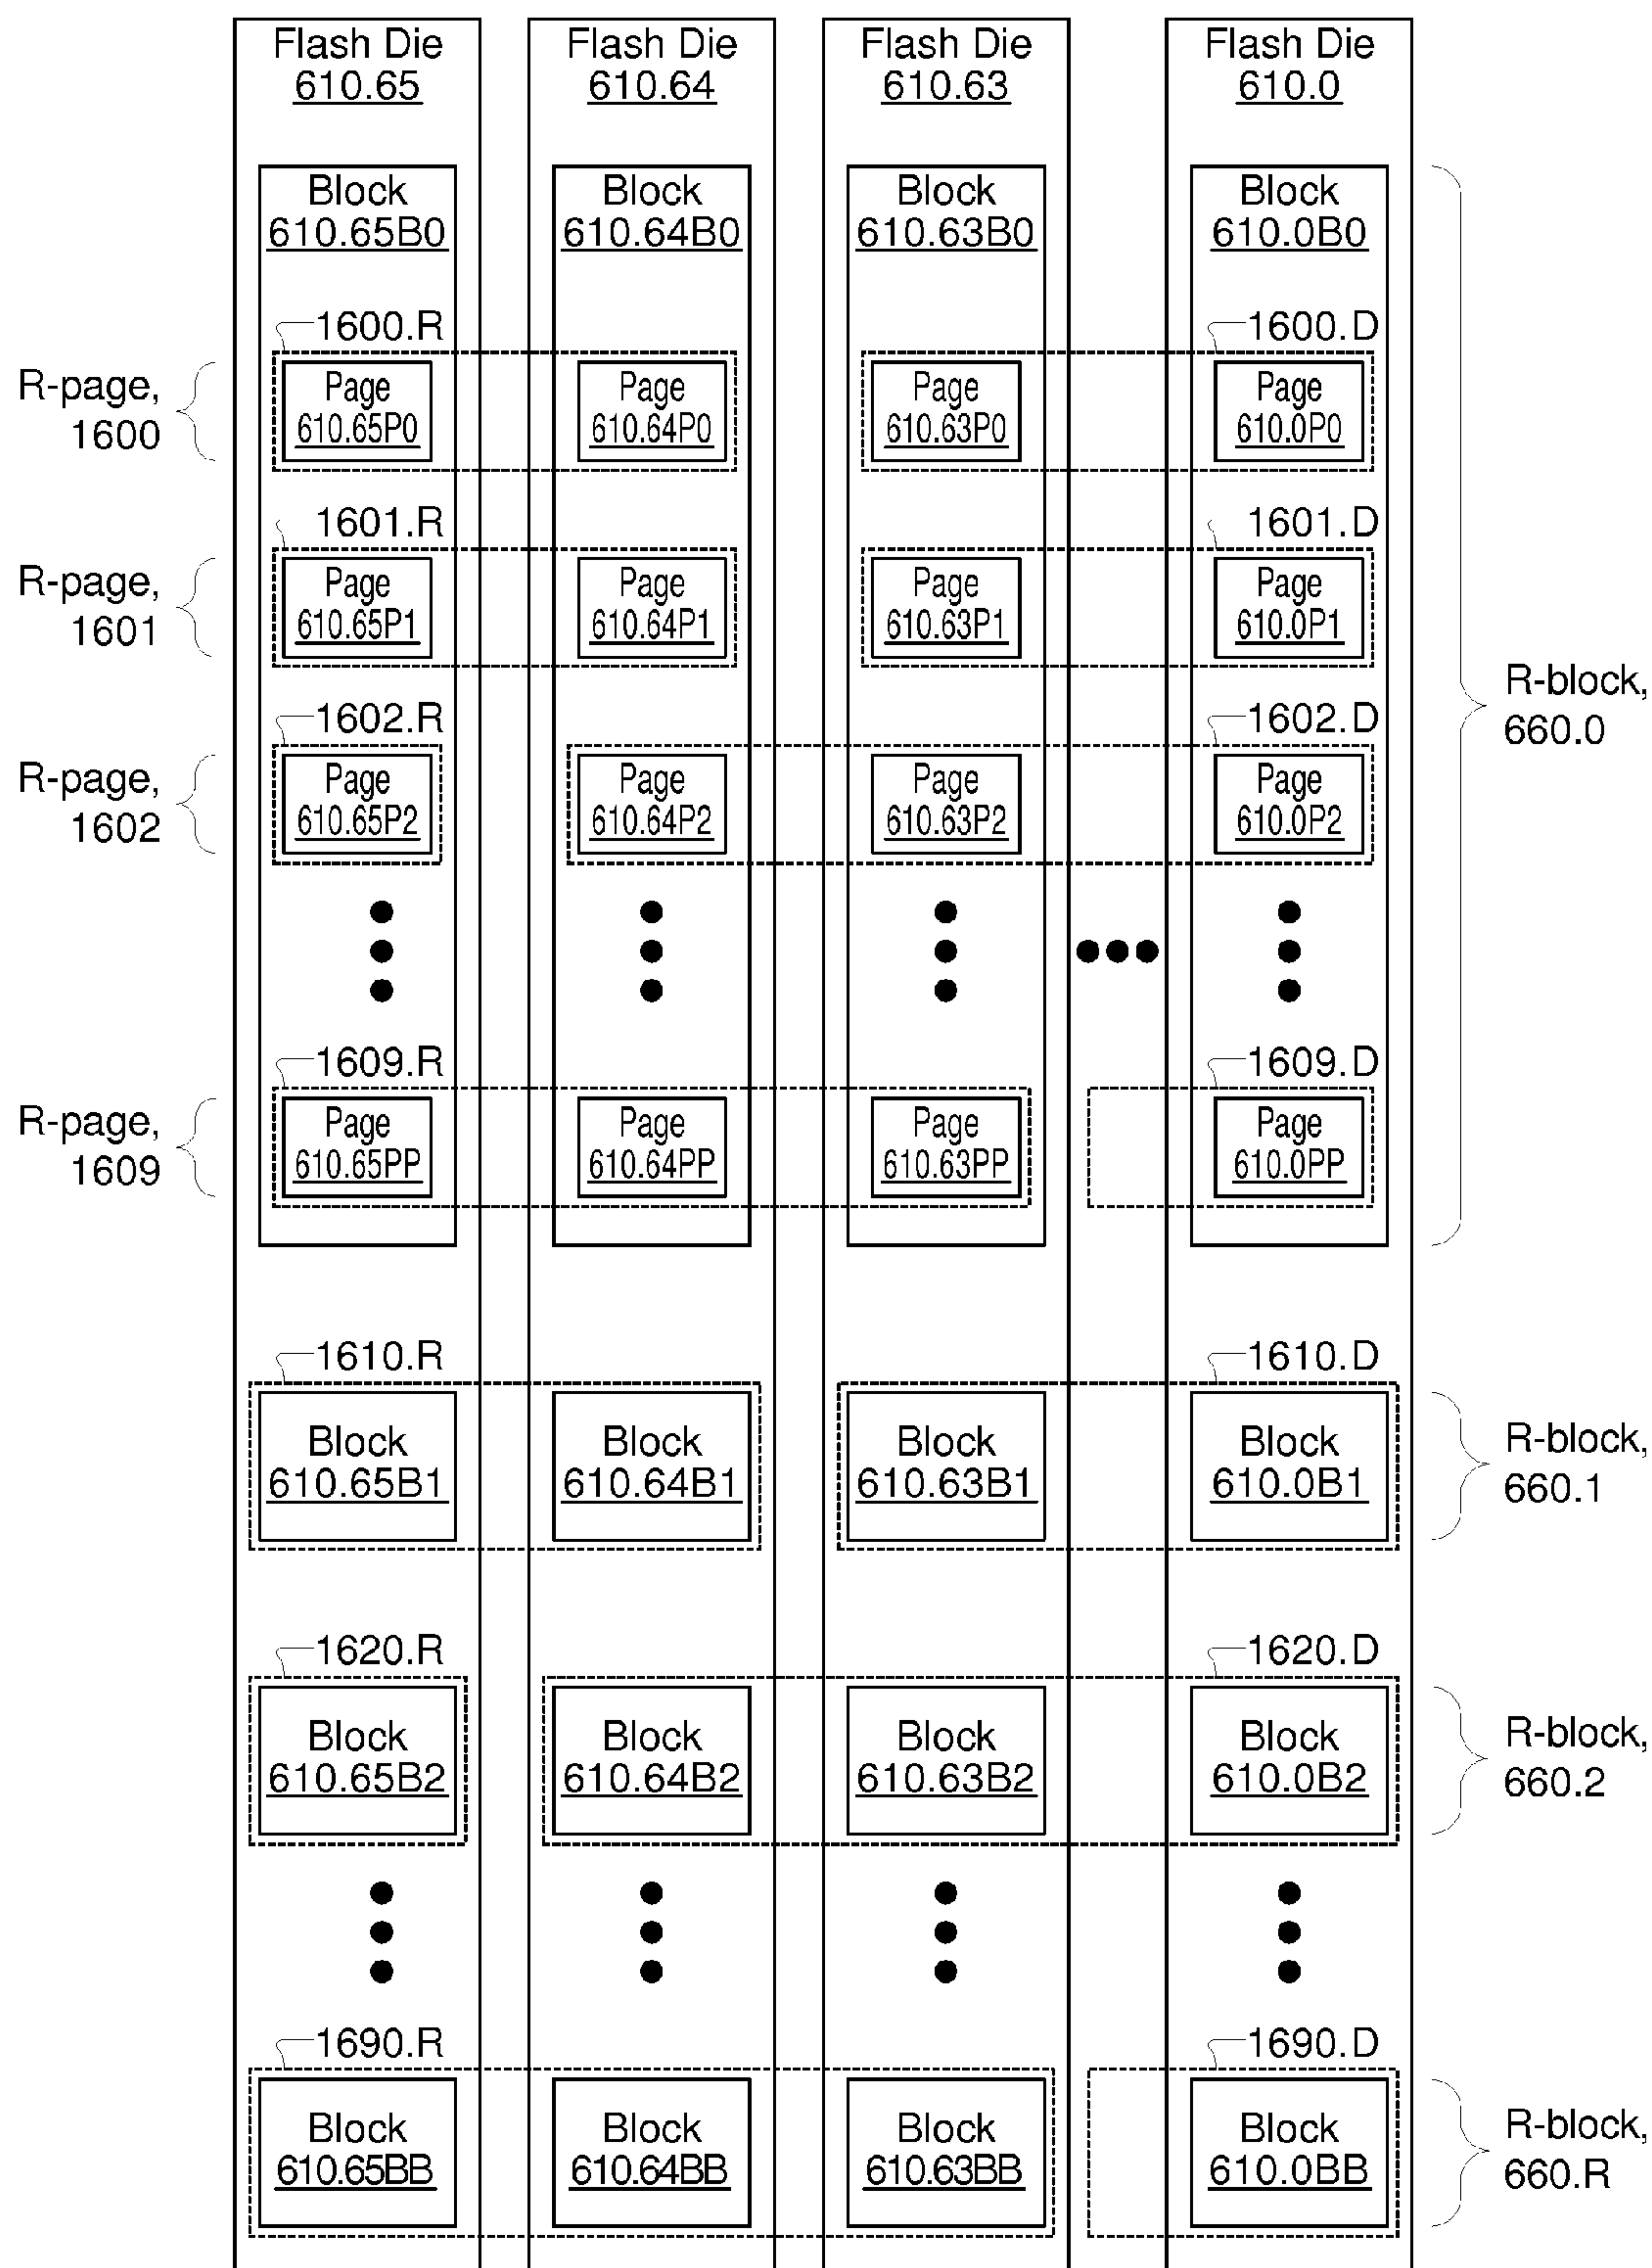 Flash Die Flash Die Flash Die Flash Die
610.65 610.64 610.63 610.0
Block Block Block Block
610.65B0 610.64B0 610.63B0 610.0B0
1600.R 1600.D
R-page, Page Page Page Page
1600 610.65P0 610.64P0 610.63P0 610.0P0
1601.R 1601.D
R-page, Page Page Page Page
1601 610.65P1 610.64P1 610.63P1 610.0P1
R-block,
660.0
1602.R 1602.D
R-page, Page Page Page Page
1602 610.65P2 610.64P2 610.63P2 610.0P2
1609.R 1609.D
R-page, Page Page Page Page
1609 610.65PP 610.64PP 610.63PP 610.0PP
1610.R 1610.D
Block Block Block Block R-block,
610.65B1 610.64B1 610.63B1 610.0B1 660.1
1620.R 1620.D
Block Block Block Block R-block,
610.65B2 610.64B2 610.63B2 610.0B2 660.2
1690.R 1690.D
Block Block Block Block R-block,
610.65BB 610.64BB 610.63BB 610.0BB 660.R